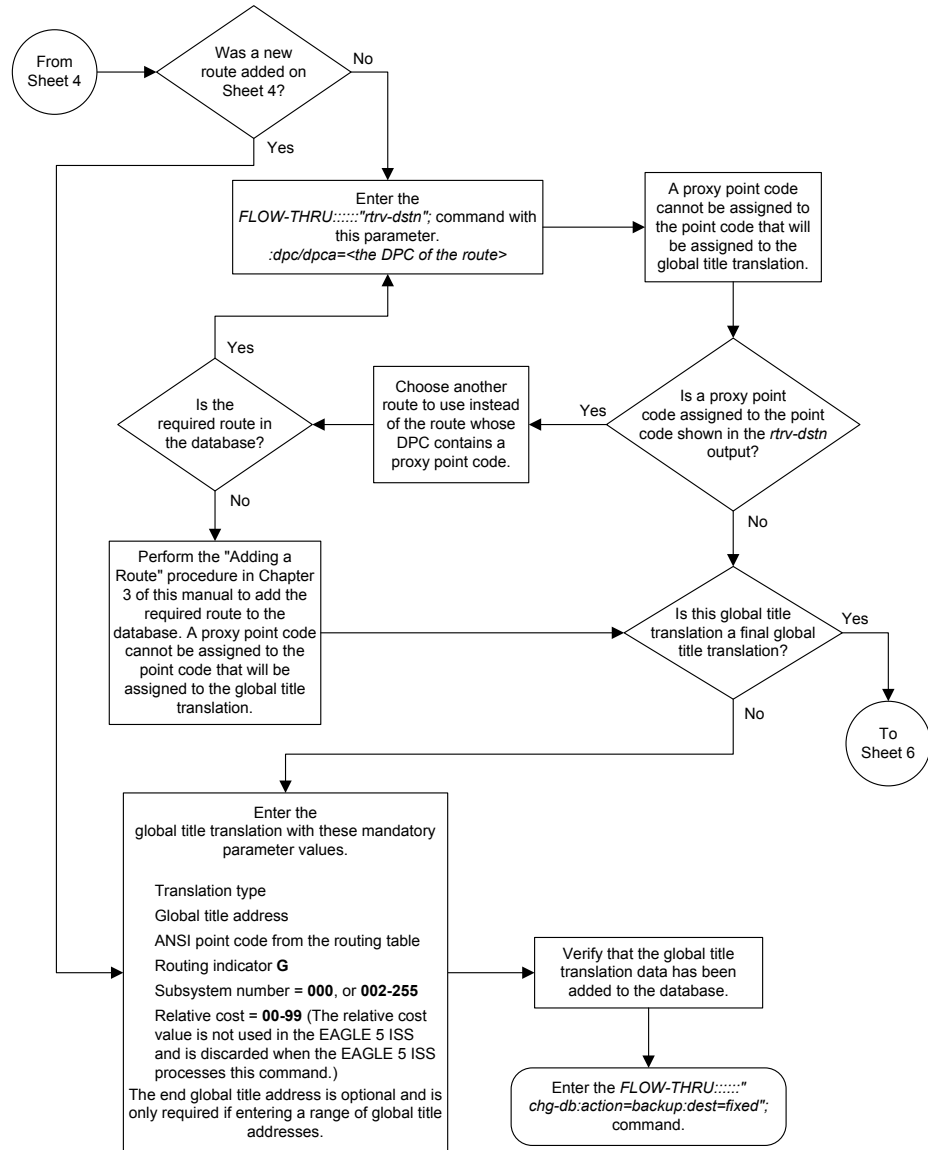 From
Sheet 4
Was a new
route added on
Sheet 4?
No
Yes
Enter the
FLOW-THRU::::::"rtrv-dstn"; command with
this parameter.
:dpc/dpca=<the DPC of the route>
A proxy point code
cannot be assigned to
the point code that will
be assigned to the
global title translation.
Is a proxy point
code assigned to the point
code shown in the rtrv-dstn
output?
Yes
No
Choose another
route to use instead
of the route whose
DPC contains a
proxy point code.
Is the
required route in
the database?
Yes
No
Perform the "Adding a
Route" procedure in Chapter
3 of this manual to add the
required route to the
database. A proxy point code
cannot be assigned to the
point code that will be
assigned to the global title
translation.
Is this global title
translation a final global
title translation?
Yes
No
To
Sheet 6
Enter the
global title translation with these mandatory
parameter values.
Translation type
Global title address
ANSI point code from the routing table
Routing indicator G
Subsystem number = 000, or 002-255
Relative cost = 00-99 (The relative cost
value is not used in the EAGLE 5 ISS
and is discarded when the EAGLE 5 ISS
processes this command.)
The end global title address is optional and is
only required if entering a range of global title
addresses.
Verify that the global title
translation data has been
added to the database.
Enter the FLOW-THRU::::::"
chg-db:action=backup:dest=fixed";
command.